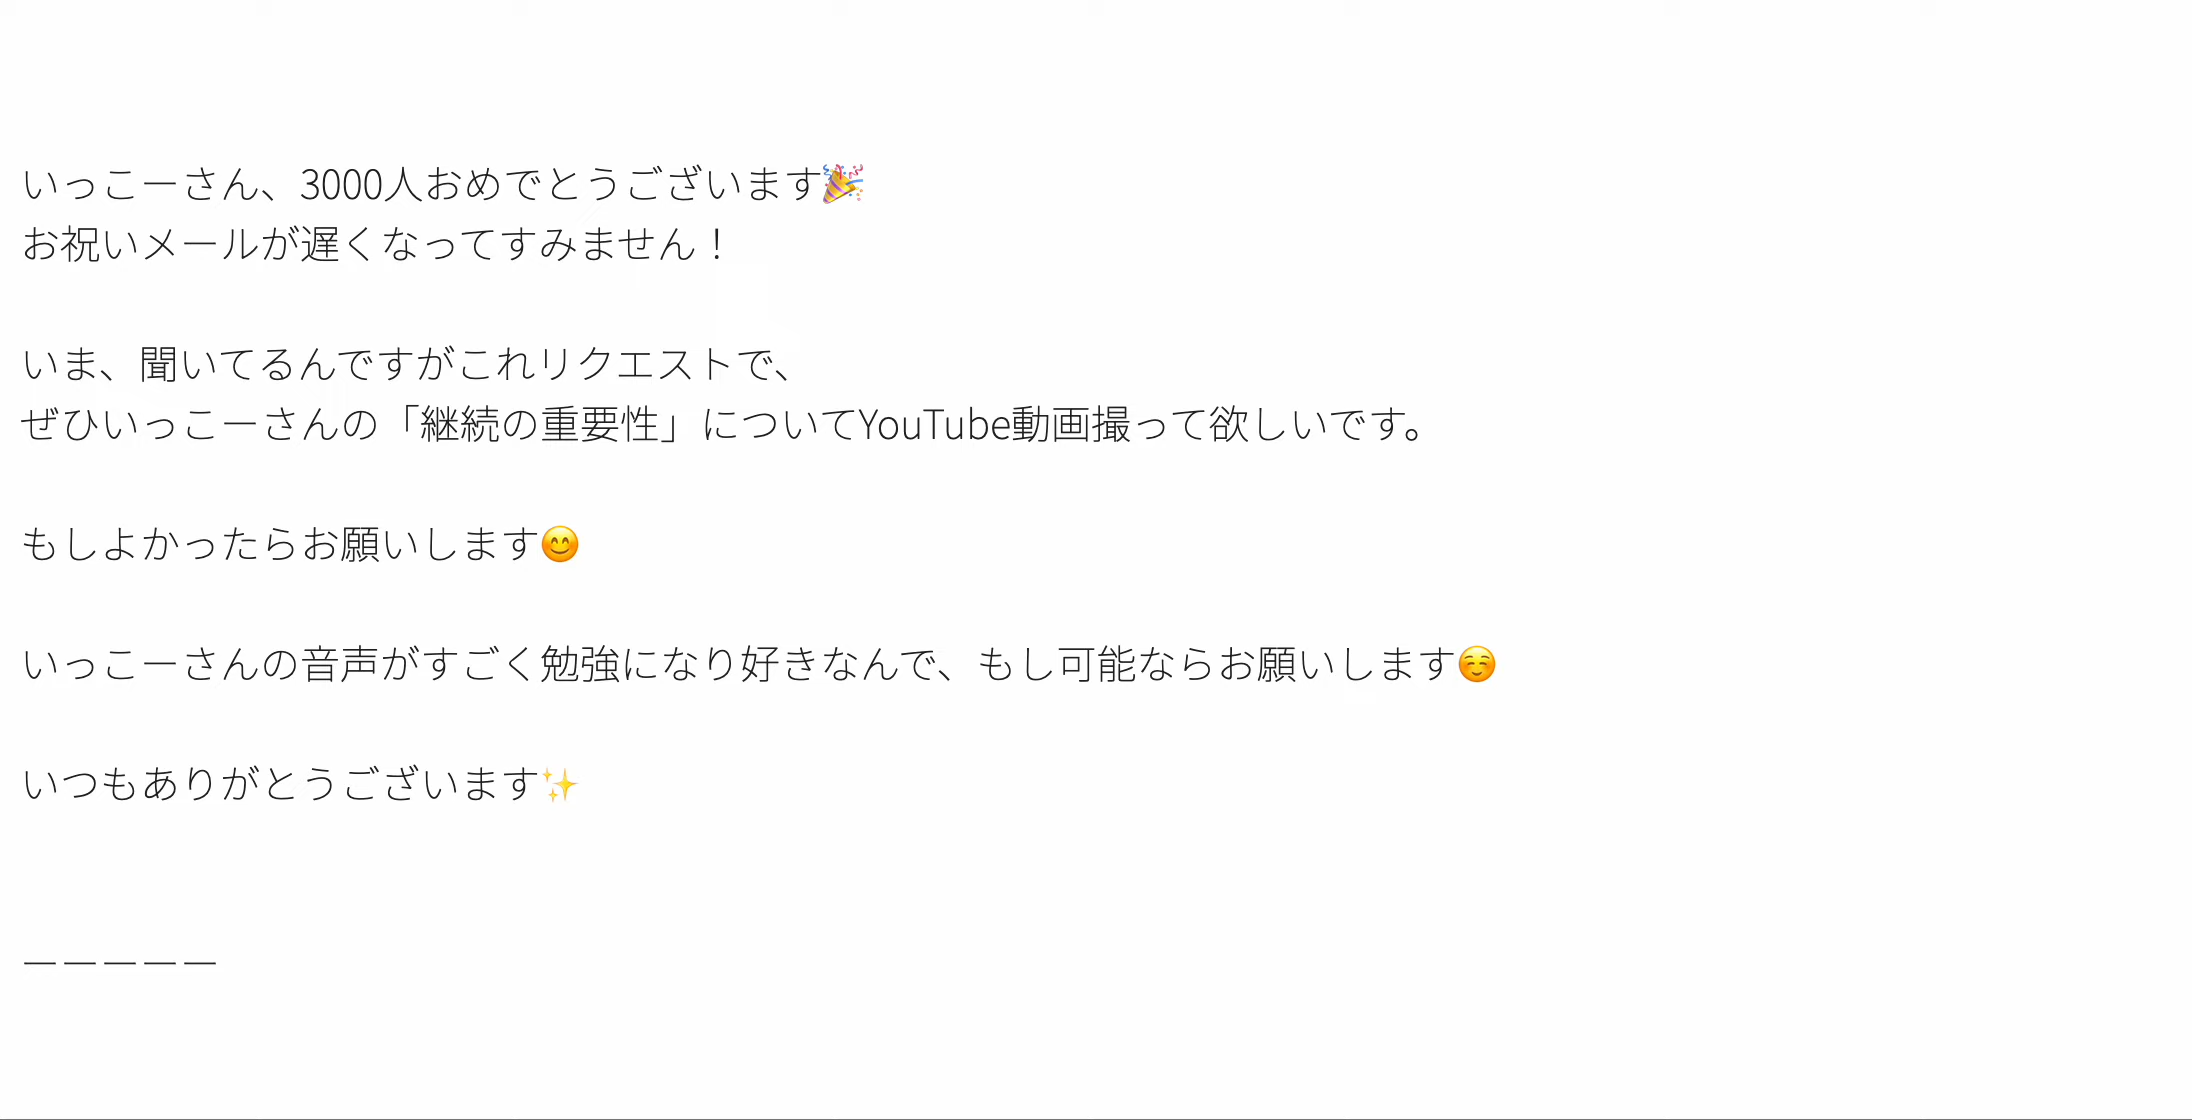 いっこーさん、3000人おめでとうございます🎉
お祝いメールが遅くなってすみません！
いま、聞いてるんですがこれリクエストで、
ぜひいっこーさんの「継続の重要性」についてYouTube動画撮って欲しいです。
もしよかったらお願いします😊
いっこーさんの音声がすごく勉強になり好きなんで、もし可能ならお願いします☺️
いつもありがとうございます✨
ーーーーー